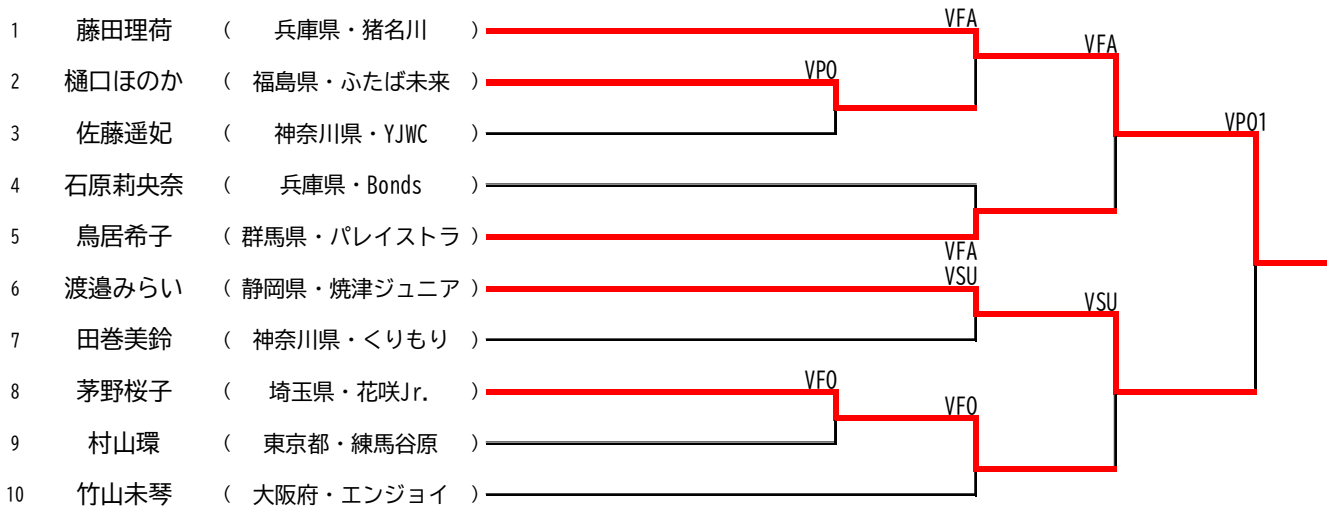 VFA
1 藤田理荷 ( 兵庫県・猪名川 )
VFA
VPO
2 樋口ほのか ( 福島県・ふたば未来 )
VPO1
3 佐藤遥妃 ( 神奈川県・YJWC )
4 石原莉央奈 ( 兵庫県・Bonds )
5 鳥居希子 ( 群馬県・パレイストラ )
VFA
VSU
6 渡邉みらい ( 静岡県・焼津ジュニア )
VSU
7 田巻美鈴 ( 神奈川県・くりもり )
VFO
8 茅野桜子 ( 埼玉県・花咲Jr. )
VFO
9 村山環 ( 東京都・練馬谷原 )
10 竹山未琴 ( 大阪府・エンジョイ )